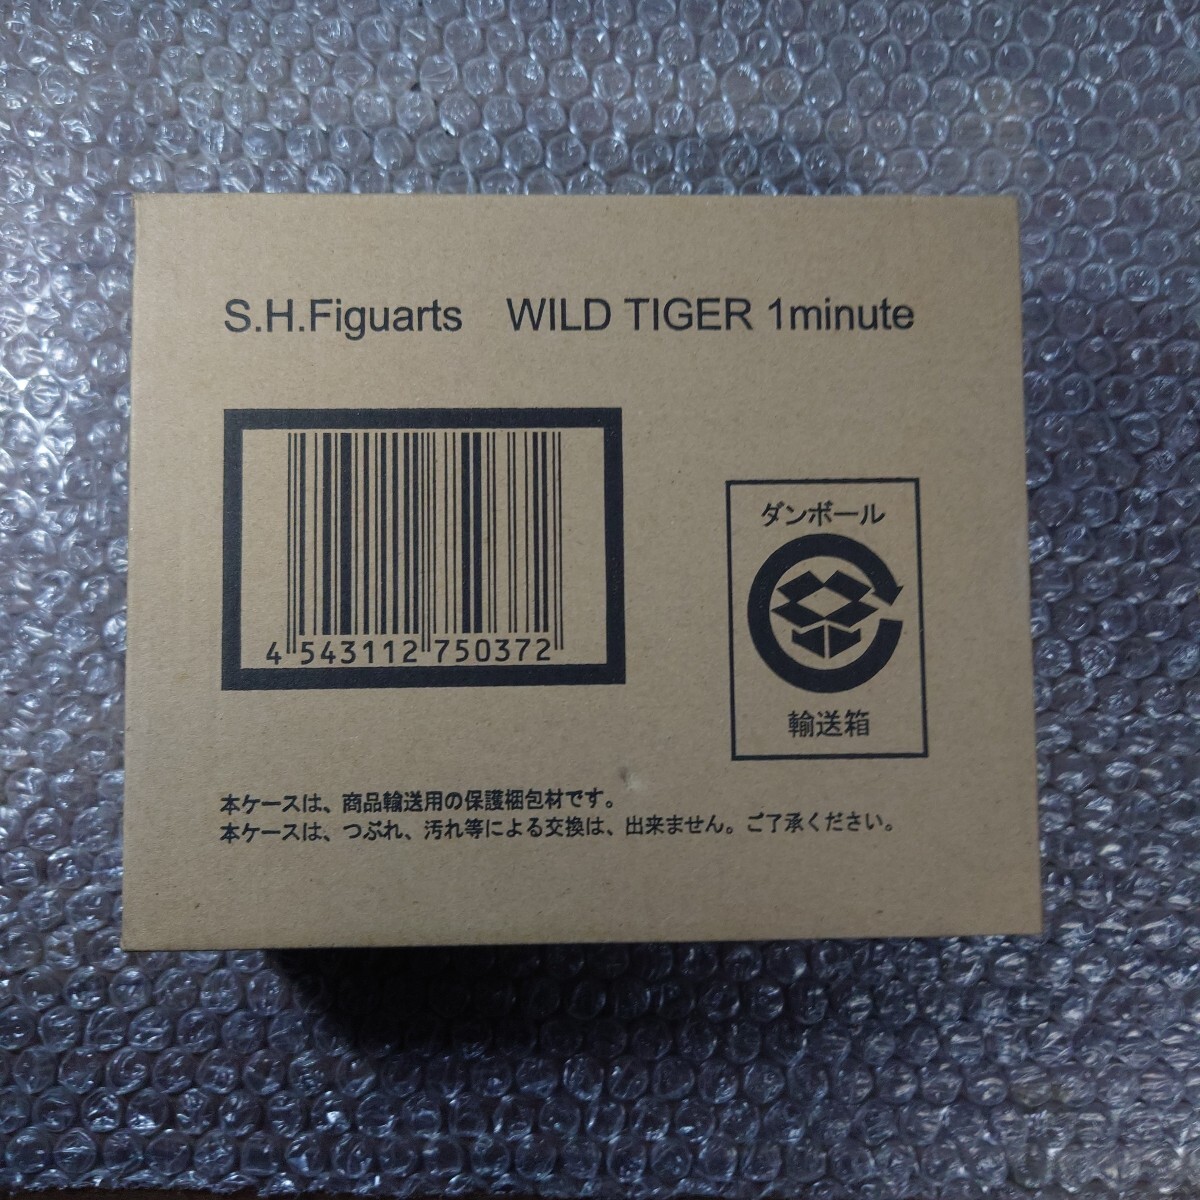 S.H.Figuarts WILD TIGER 1minute
4 543112 750372
ダンボール
輸送箱
本ケースは、商品輸送用の保護梱包材です。
本ケースは、つぶれ、汚れ等による交換は、出来ません。ご了承ください。